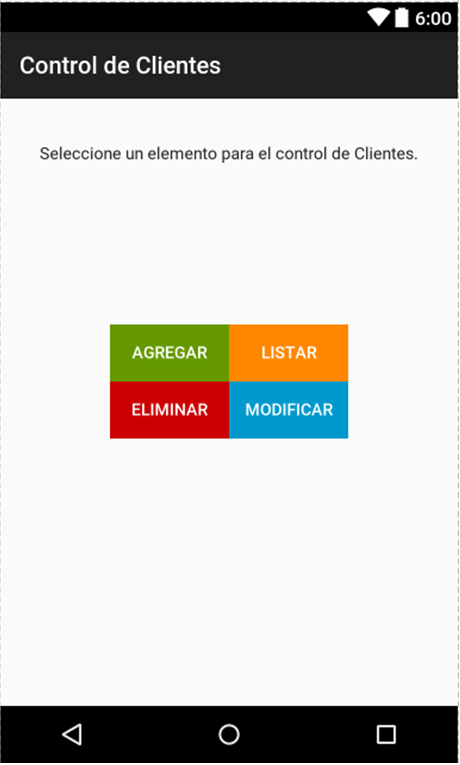 6:00
Control de Clientes
Seleccione un elemento para el control de Clientes.
AGREGAR LISTAR
ELIMINAR MODIFICAR